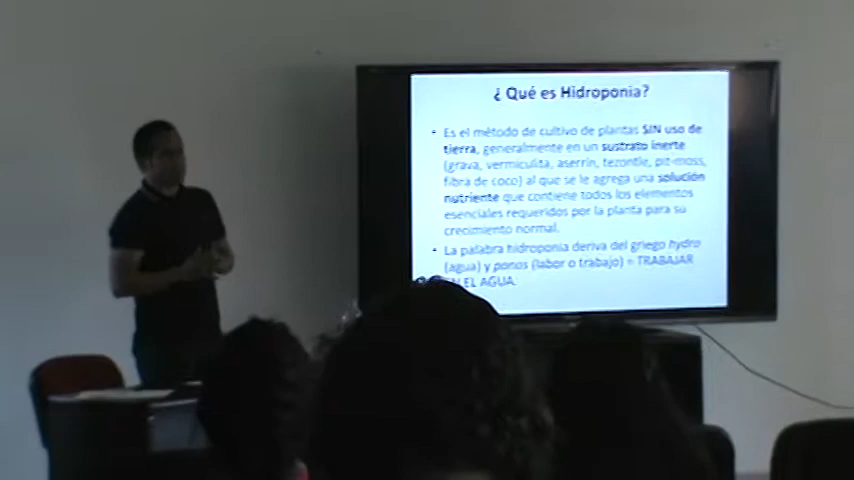 ¿ Qué es Hidroponia?
• Es el método de cultivo de plantas SIN uso de
tierra, generalmente en un sustrato inerte
(grava, vermiculita, aserrín, tezontle, pit-moss,
fibra de coco) al que se le agrega una solución
nutriente que contiene todos los elementos
esenciales requeridos por la planta para su
crecimiento normal.
• La palabra hidroponia deriva del griego hydro
(agua) y ponos (labor o trabajo) = TRABAJAR
EN EL AGUA.